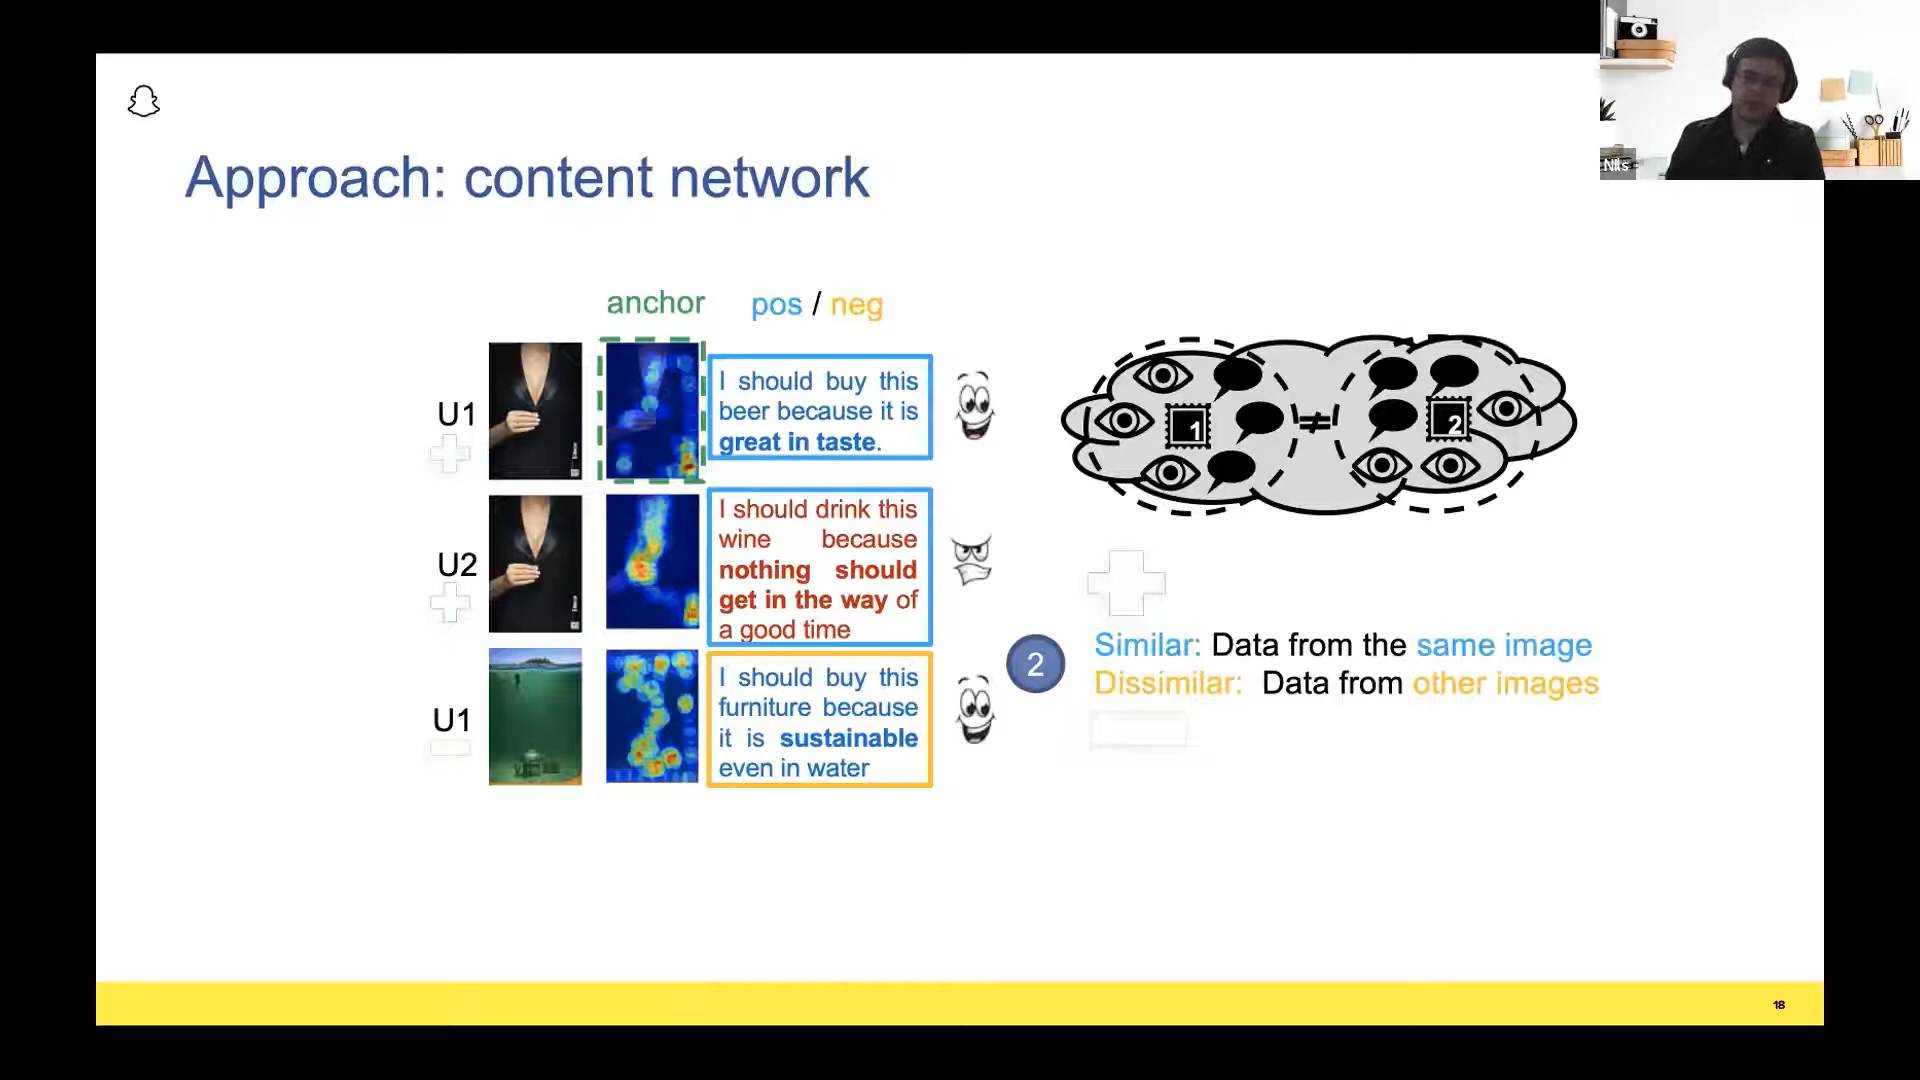 Nils
Approach: content network
anchor
pos / neg
U1
I should buy this
beer because it is
great in taste.
1
≠
2
U2
I should drink this
wine because
nothing should
get in the way of
a good time
U1
I should buy this
furniture because
it is sustainable
even in water
2
Similar: Data from the same image
Dissimilar: Data from other images
18